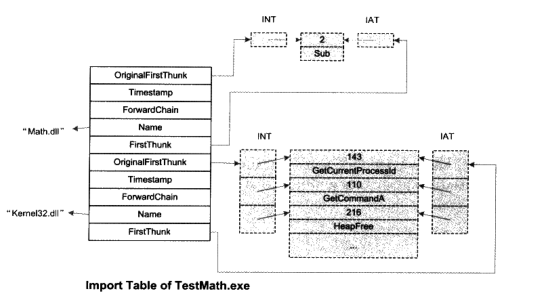 INT IAT
2
Sub
OriginalFirstThunk
Timestamp
ForwardChain
"Math.dll" Name
FirstThunk
INT IAT
OriginalFirstThunk
143
GetCurrentProcessId
Timestamp
110
ForwardChain
GetCommandA
"Kernel32.dll" Name
216
HeapFree
FirstThunk
...
Import Table of TestMath.exe